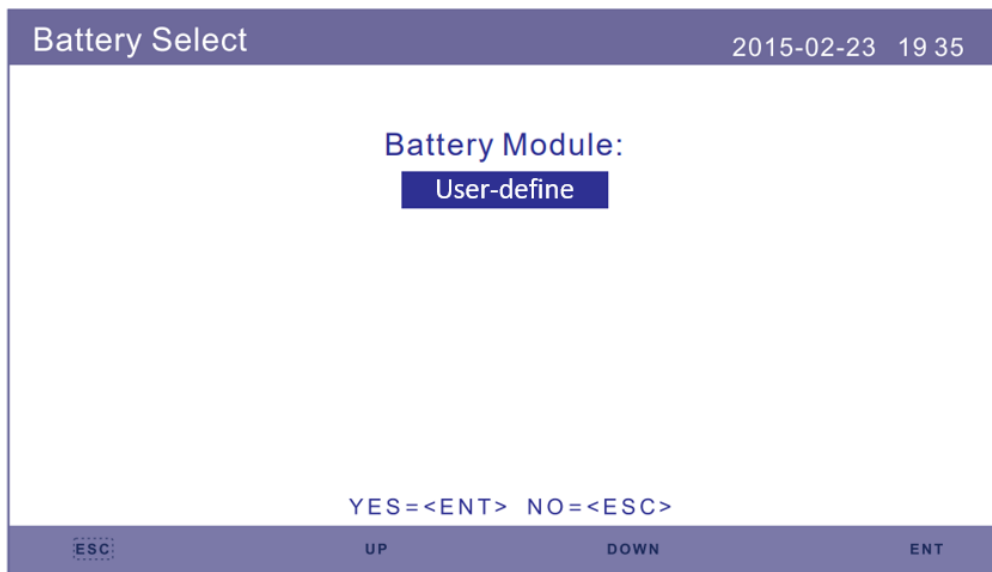 Battery Select
2015-02-23 19 35
Battery Module:
User-define
YES=<ENT> NO=<ESC>
ESC UP DOWN ENT